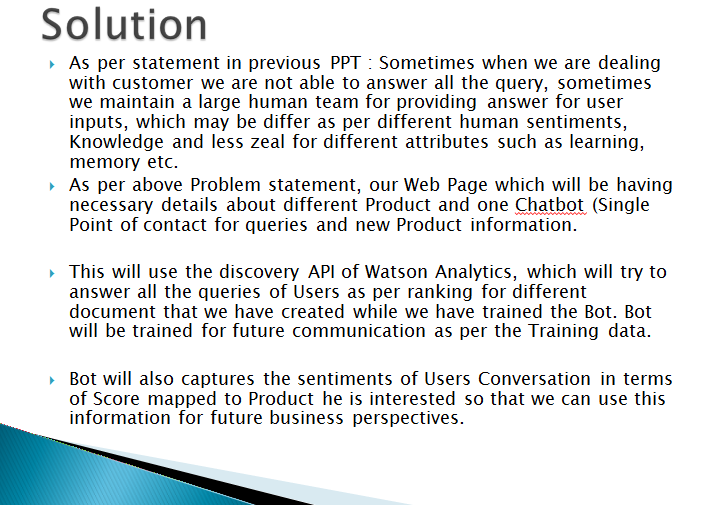 Solution
As per statement in previous PPT : Sometimes when we are dealing
with customer we are not able to answer all the query, sometimes
we maintain a large human team for providing answer for user
inputs, which may be differ as per different human sentiments,
Knowledge and less zeal for different attributes such as learning,
memory etc.
As per above Problem statement, our Web Page which will be having
necessary details about different Product and one Chatbot (Single
Point of contact for queries and new Product information.
This will use the discovery API of Watson Analytics, which will try to
answer all the queries of Users as per ranking for different
document that we have created while we have trained the Bot. Bot
will be trained for future communication as per the Training data.
Bot will also captures the sentiments of Users Conversation in terms
of Score mapped to Product he is interested so that we can use this
information for future business perspectives.